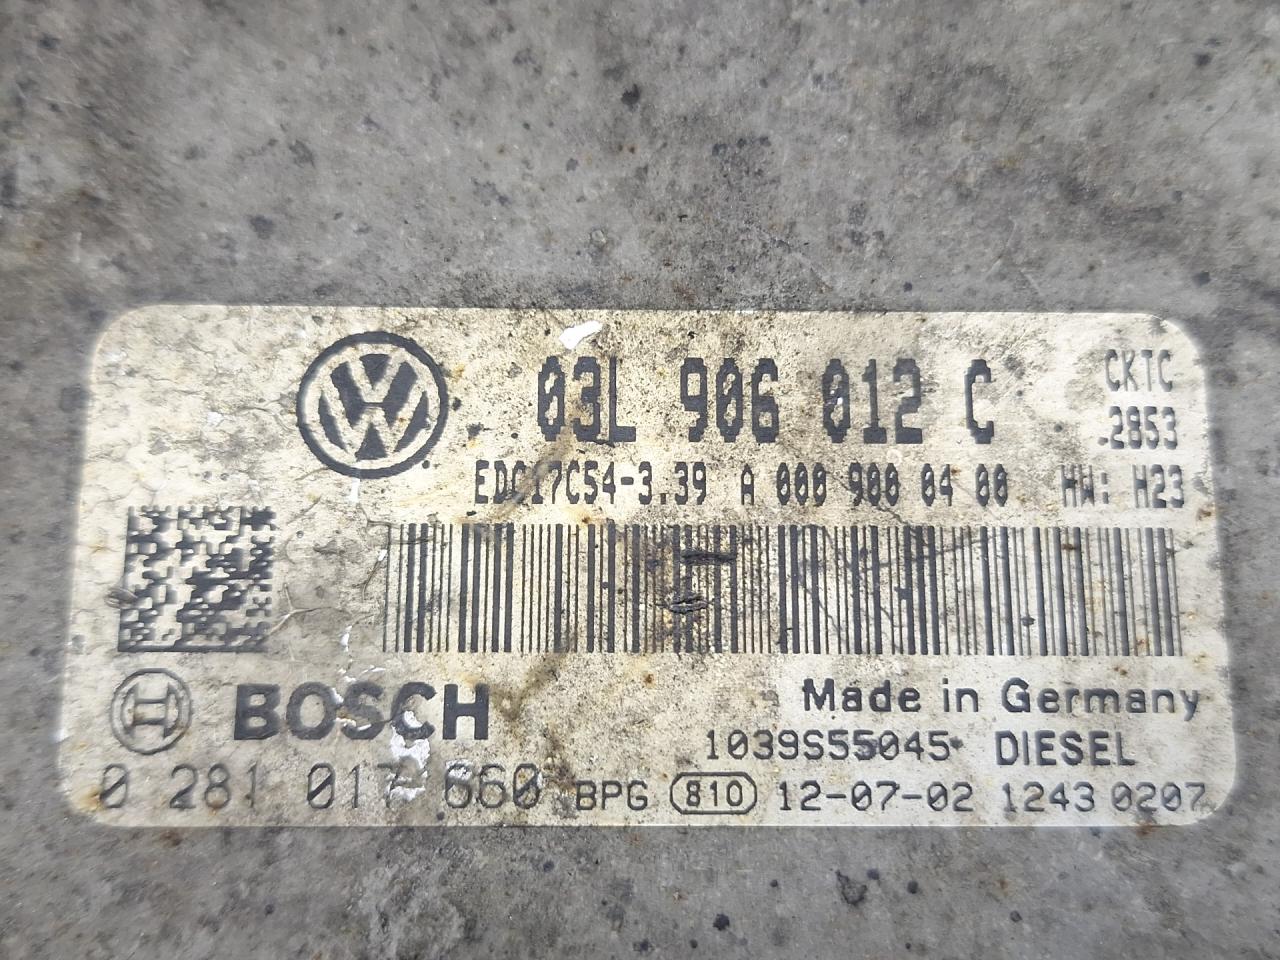 03L 906 012 C
CKTC
2853
EDC17C54-3.39 A 000 900 04 00 HW: H23
BOSCH
Made in Germany
1039S55045 DIESEL
0 281 017 660 BPG 810 12-07-02 1243 0207